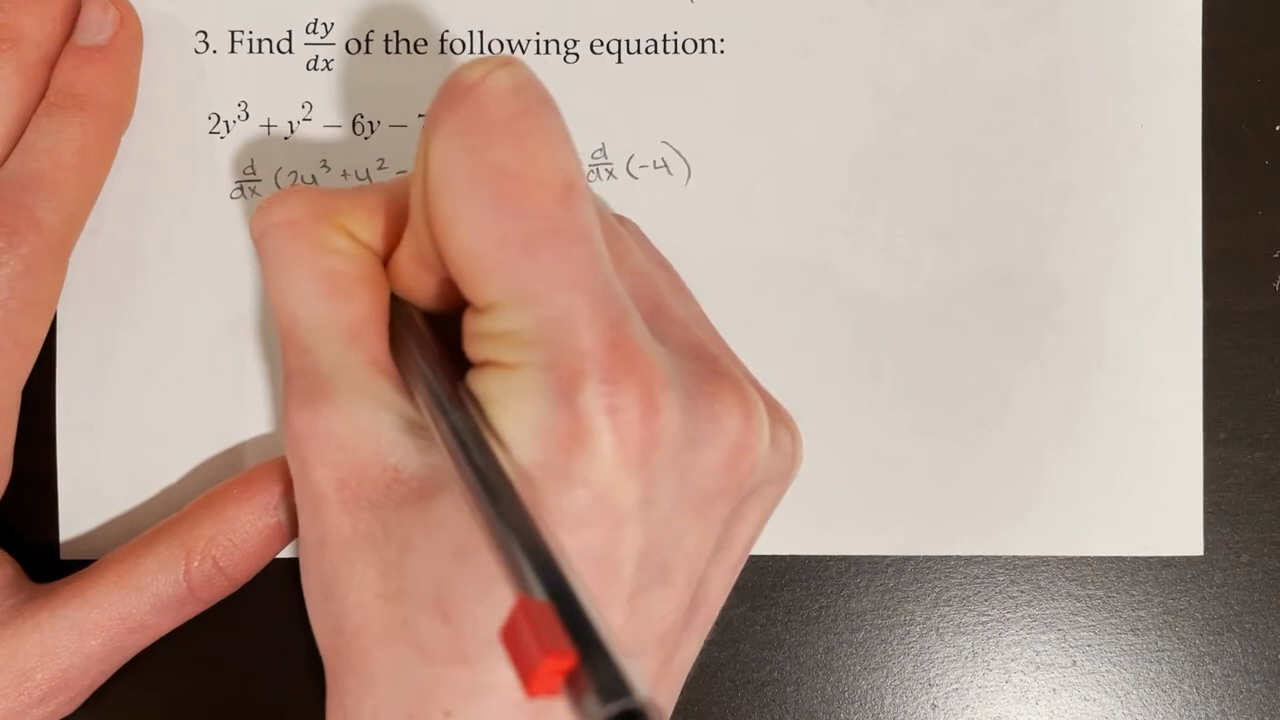 3. Find dy/dx of the following equation:
2y³ + y² − 6y −
d/dx (2y³ + y² − d/dx (-4)